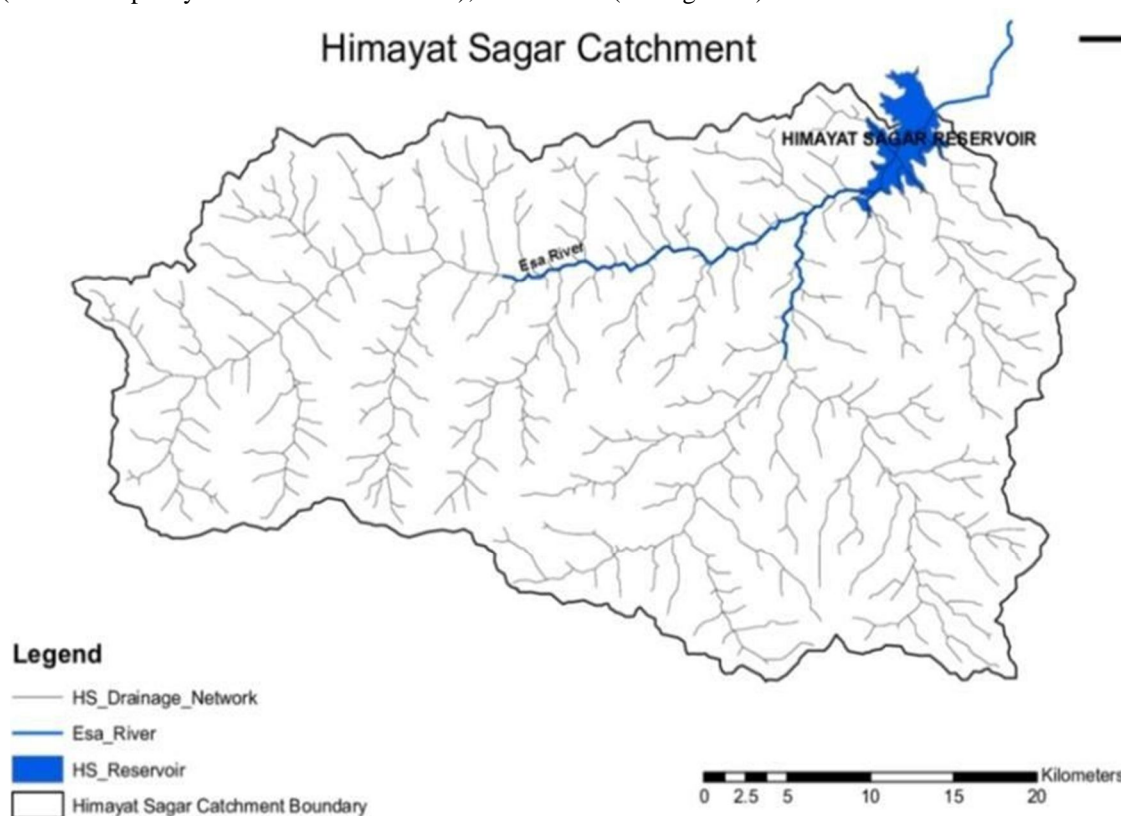 Himayat Sagar Catchment
HIMAYAT SAGAR RESERVOIR
Esa River
Legend
HS_Drainage_Network
Esa_River
HS_Reservoir
Himayat Sagar Catchment Boundary
Kilometers
0 2.5 5 10 15 20